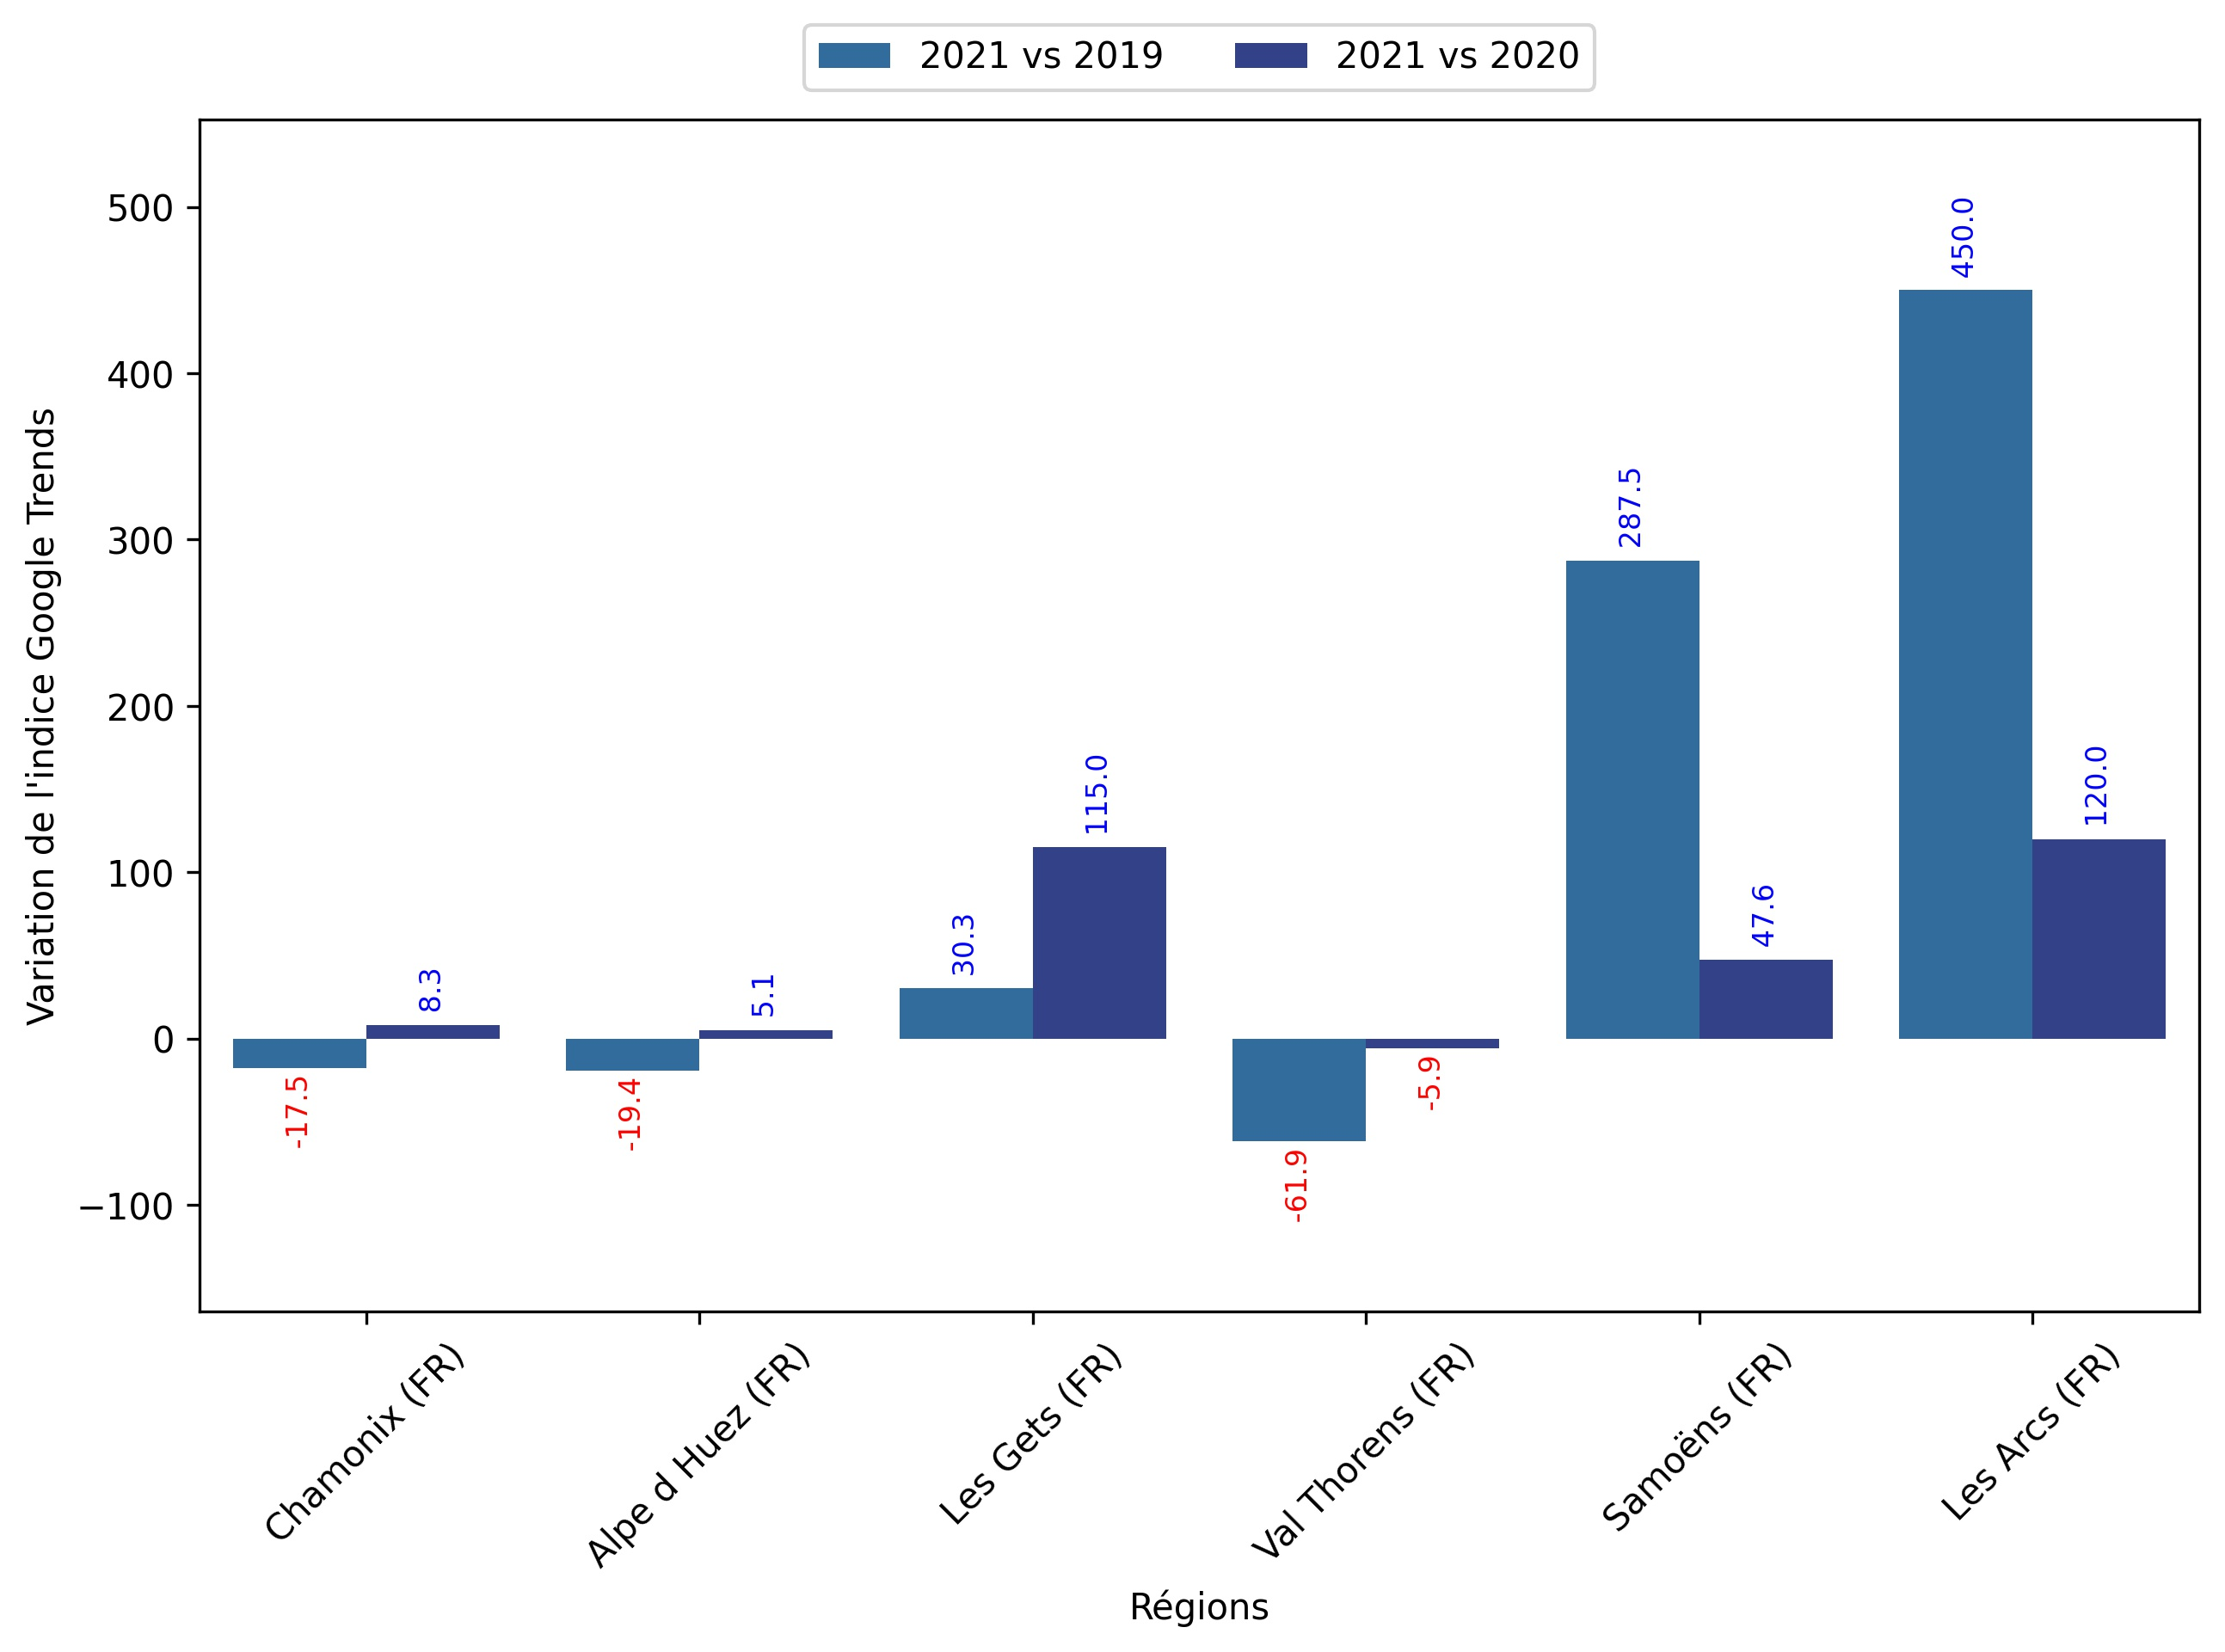 2021 vs 2019
2021 vs 2020
Variation de l'indice Google Trends
500
400
300
200
100
0
−100
-17.5
8.3
-19.4
5.1
30.3
115.0
-61.9
-5.9
287.5
47.6
450.0
120.0
Chamonix (FR)
Alpe d Huez (FR)
Les Gets (FR)
Val Thorens (FR)
Samoëns (FR)
Les Arcs (FR)
Régions